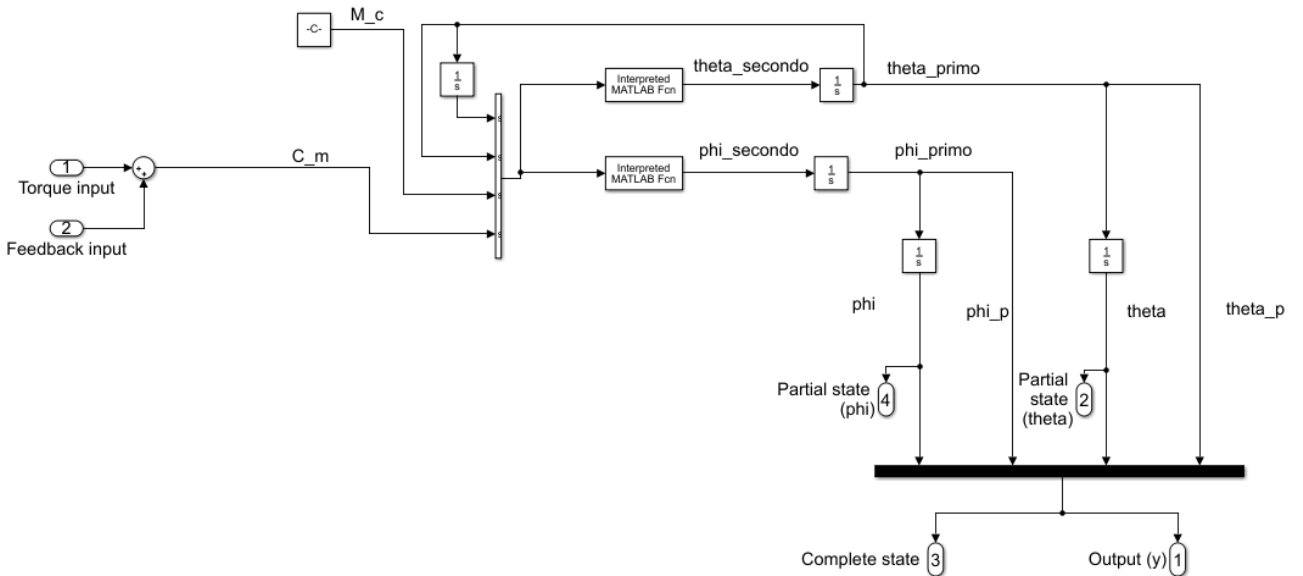 M_c
-C-
1
s
theta_secondo
theta_primo
Interpreted
MATLAB Fcn
1
s
C_m
phi_secondo
phi_primo
1
Torque input
+
+
Interpreted
MATLAB Fcn
1
s
2
Feedback input
s
s
s
s
1
s
1
s
phi
phi_p
theta
theta_p
Partial state
(phi)
4
Partial
state
(theta)
2
Complete state
3
Output (y)
1